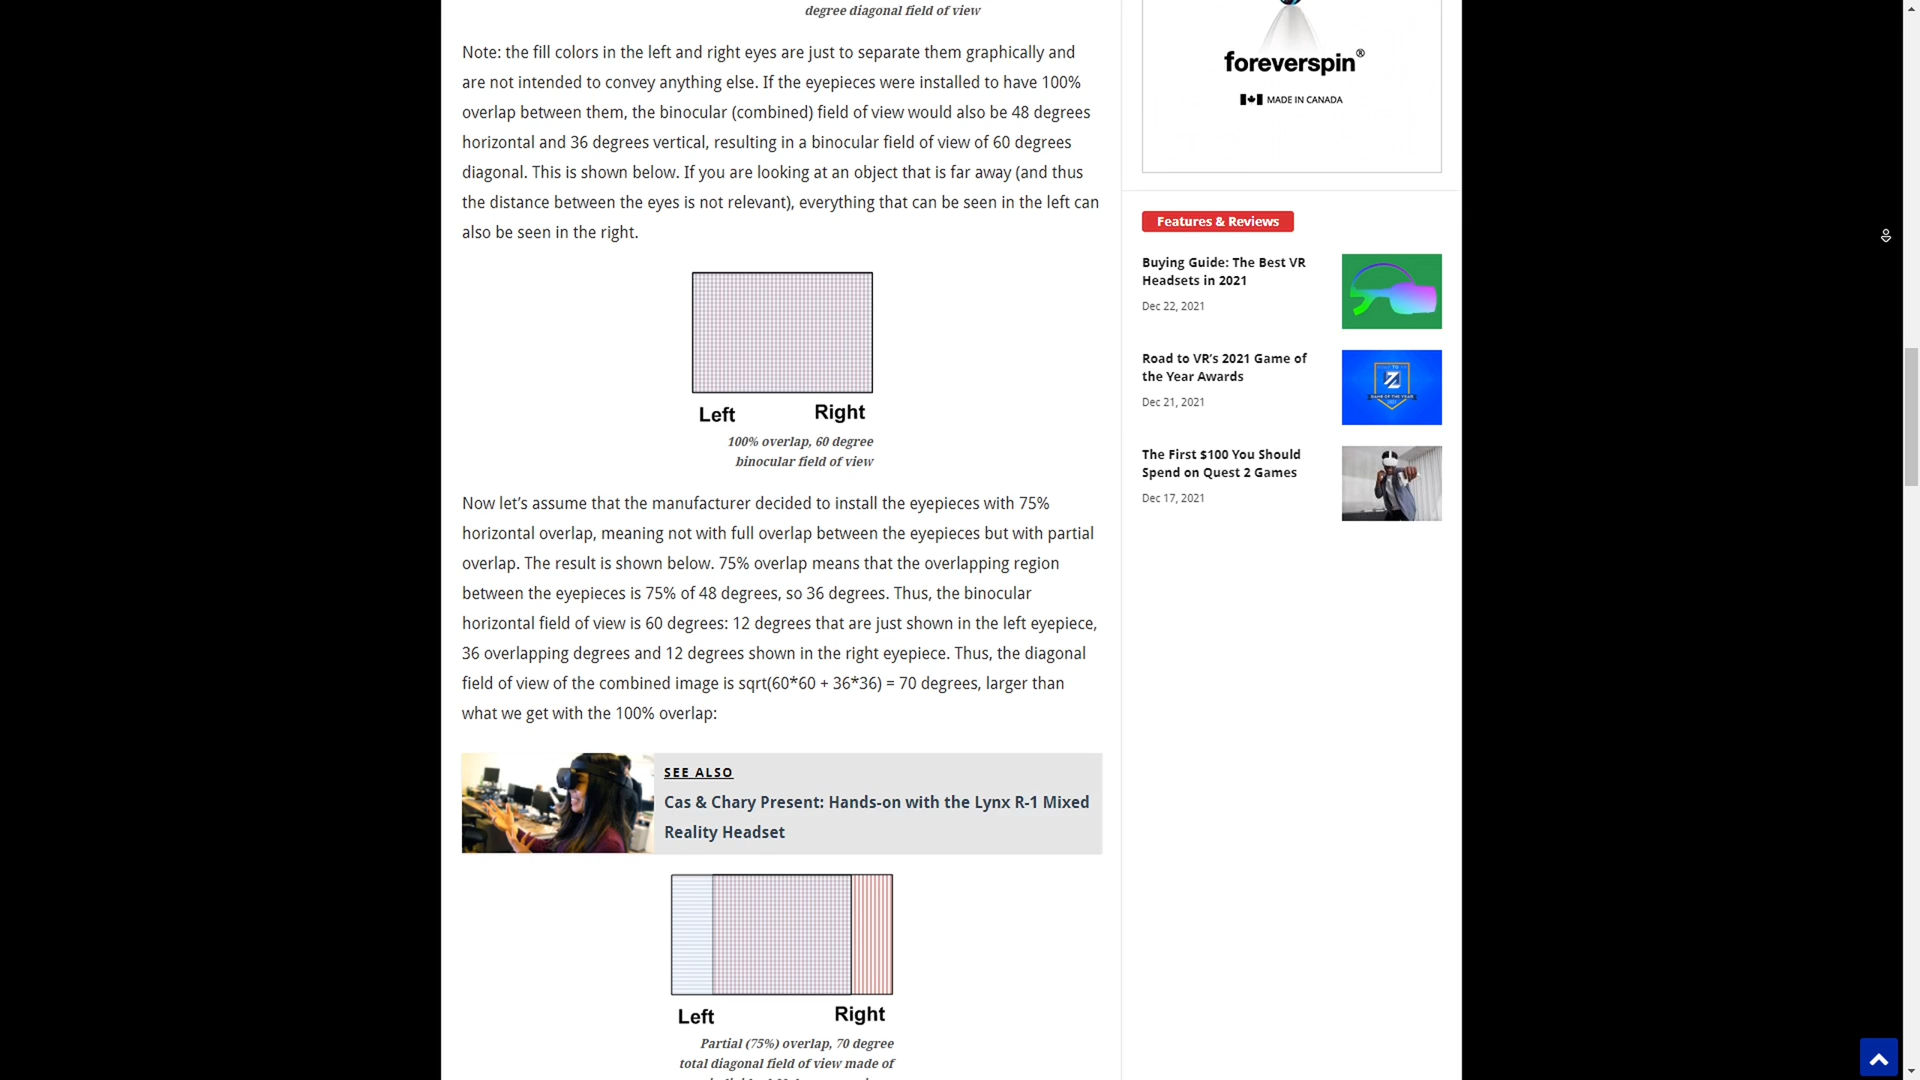 degree diagonal field of view
Note: the fill colors in the left and right eyes are just to separate them graphically and
are not intended to convey anything else. If the eyepieces were installed to have 100%
overlap between them, the binocular (combined) field of view would also be 48 degrees
horizontal and 36 degrees vertical, resulting in a binocular field of view of 60 degrees
diagonal. This is shown below. If you are looking at an object that is far away (and thus
the distance between the eyes is not relevant), everything that can be seen in the left can
also be seen in the right.
Left Right
100% overlap, 60 degree
binocular field of view
Now let’s assume that the manufacturer decided to install the eyepieces with 75%
horizontal overlap, meaning not with full overlap between the eyepieces but with partial
overlap. The result is shown below. 75% overlap means that the overlapping region
between the eyepieces is 75% of 48 degrees, so 36 degrees. Thus, the binocular
horizontal field of view is 60 degrees: 12 degrees that are just shown in the left eyepiece,
36 overlapping degrees and 12 degrees shown in the right eyepiece. Thus, the diagonal
field of view of the combined image is sqrt(60*60 + 36*36) = 70 degrees, larger than
what we get with the 100% overlap:
SEE ALSO
Cas & Chary Present: Hands-on with the Lynx R-1 Mixed
Reality Headset
Left Right
Partial (75%) overlap, 70 degree
total diagonal field of view made of
foreverspin®
MADE IN CANADA
Features & Reviews
Buying Guide: The Best VR
Headsets in 2021
Dec 22, 2021
Road to VR’s 2021 Game of
the Year Awards
Dec 21, 2021
GAME OF THE YEAR
2021
The First $100 You Should
Spend on Quest 2 Games
Dec 17, 2021